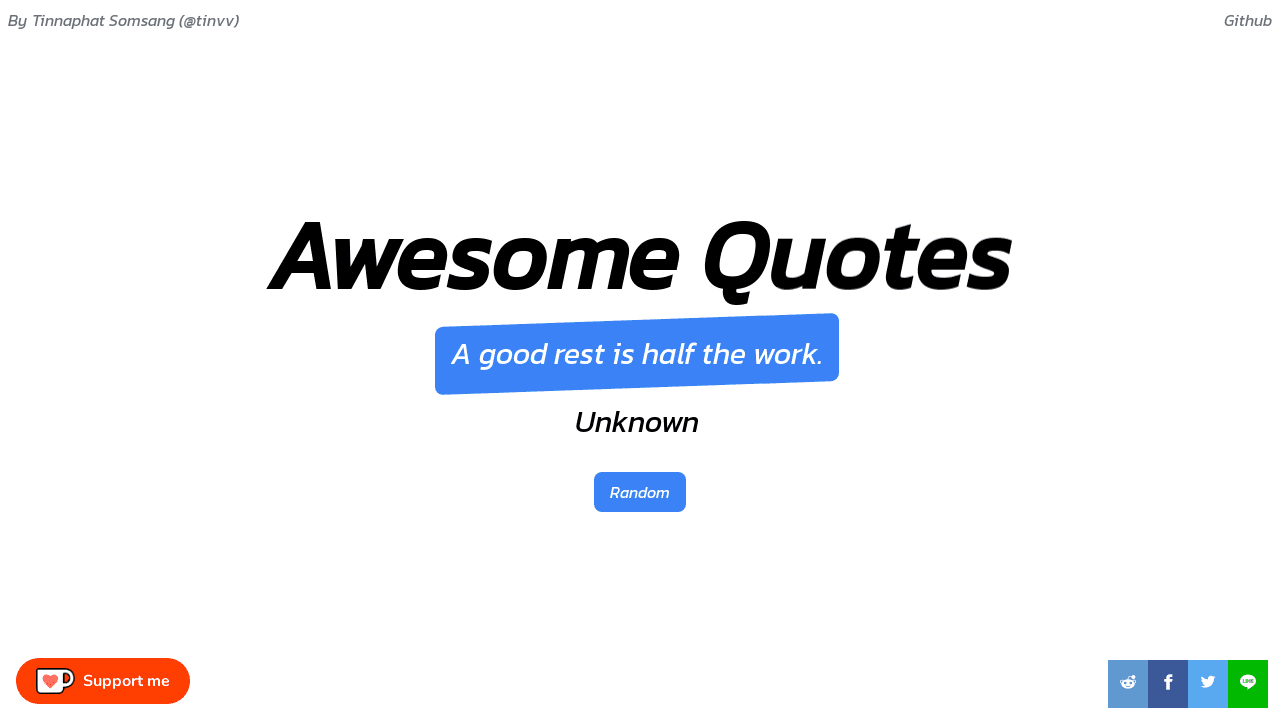 By Tinnaphat Somsang (@tinvv)
Github
Awesome Quotes
A good rest is half the work.
Unknown
Random
Support me
LINE